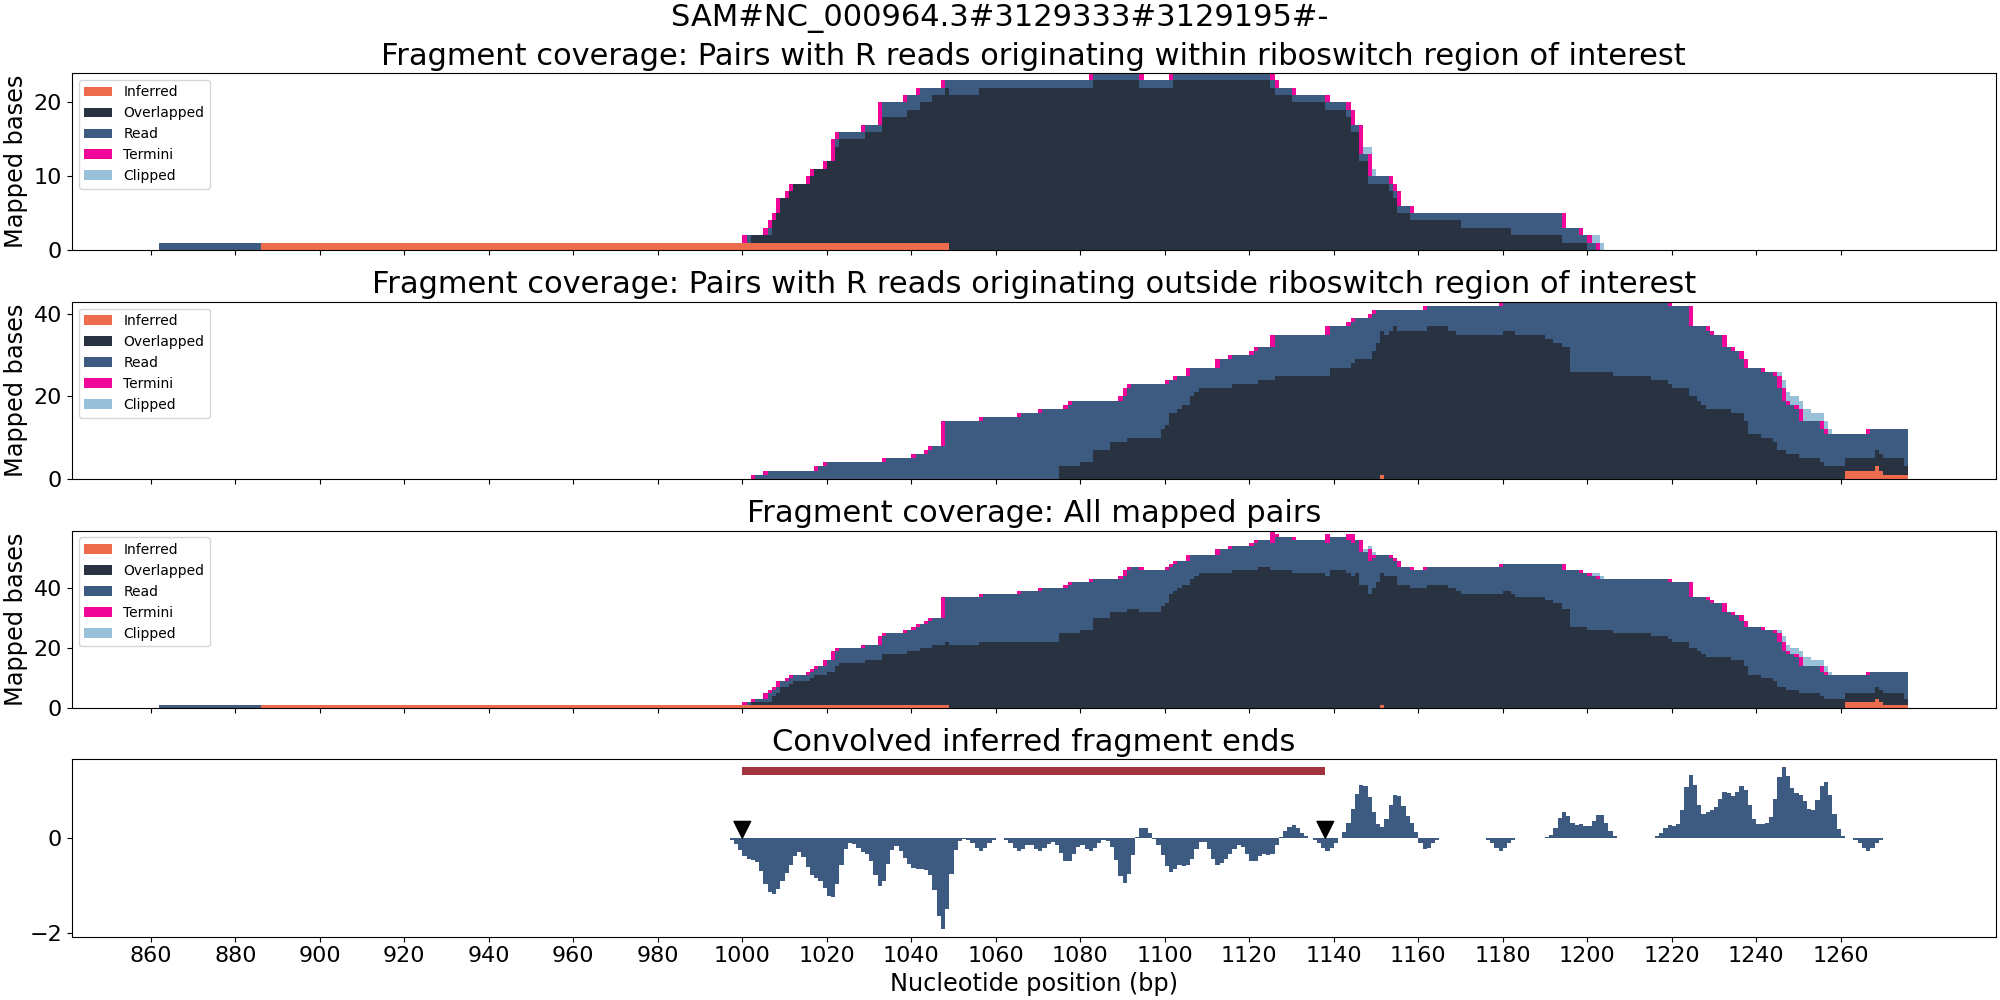 SAM#NC_000964.3#3129333#3129195#-
Fragment coverage: Pairs with R reads originating within riboswitch region of interest
Mapped bases
20
10
0
Inferred
Overlapped
Read
Termini
Clipped
Fragment coverage: Pairs with R reads originating outside riboswitch region of interest
Mapped bases
40
20
0
Inferred
Overlapped
Read
Termini
Clipped
Fragment coverage: All mapped pairs
Mapped bases
40
20
0
Inferred
Overlapped
Read
Termini
Clipped
Convolved inferred fragment ends
0
−2
860 880 900 920 940 960 980 1000 1020 1040 1060 1080 1100 1120 1140 1160 1180 1200 1220 1240 1260
Nucleotide position (bp)